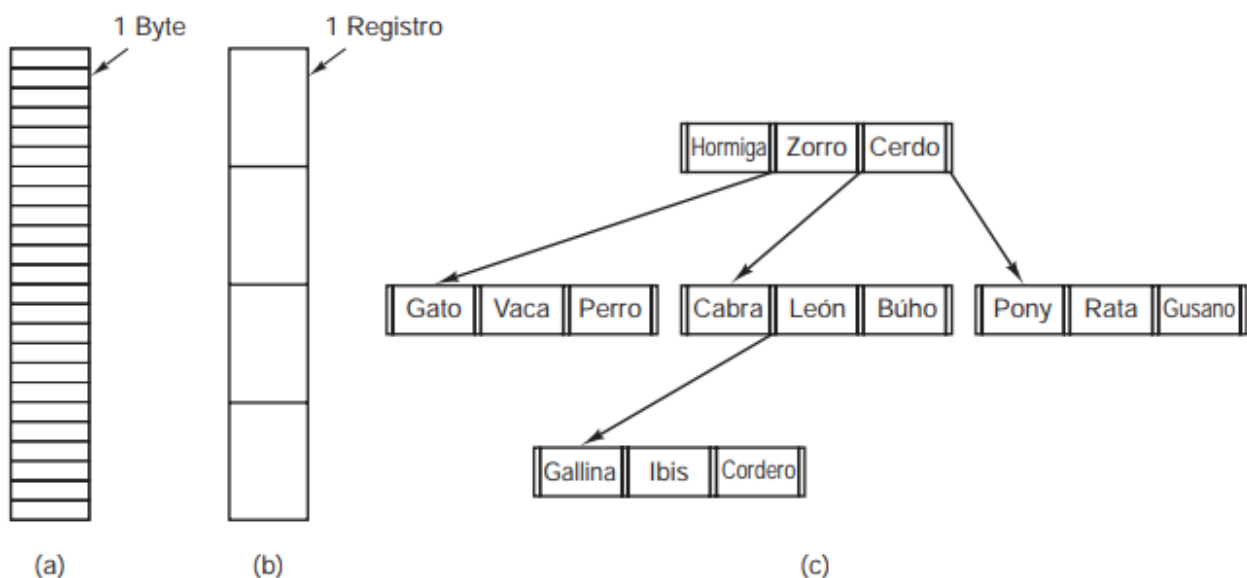 1 Byte
1 Registro
Hormiga Zorro Cerdo
Gato Vaca Perro
Cabra León Búho
Pony Rata Gusano
Gallina Ibis Cordero
(a)
(b)
(c)